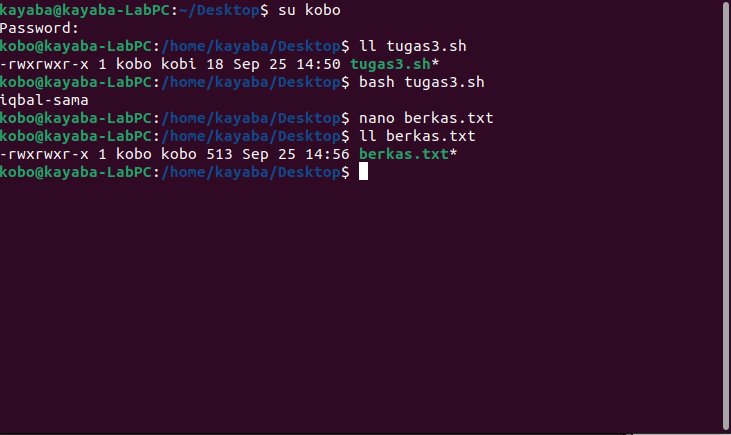 kayaba@kayaba-LabPC:~/Desktop$ su kobo
Password:
kobo@kayaba-LabPC:/home/kayaba/Desktop$ ll tugas3.sh
-rwxrwxr-x 1 kobo kobi 18 Sep 25 14:50 tugas3.sh*
kobo@kayaba-LabPC:/home/kayaba/Desktop$ bash tugas3.sh
iqbal-sama
kobo@kayaba-LabPC:/home/kayaba/Desktop$ nano berkas.txt
kobo@kayaba-LabPC:/home/kayaba/Desktop$ ll berkas.txt
-rwxrwxr-x 1 kobo kobo 513 Sep 25 14:56 berkas.txt*
kobo@kayaba-LabPC:/home/kayaba/Desktop$